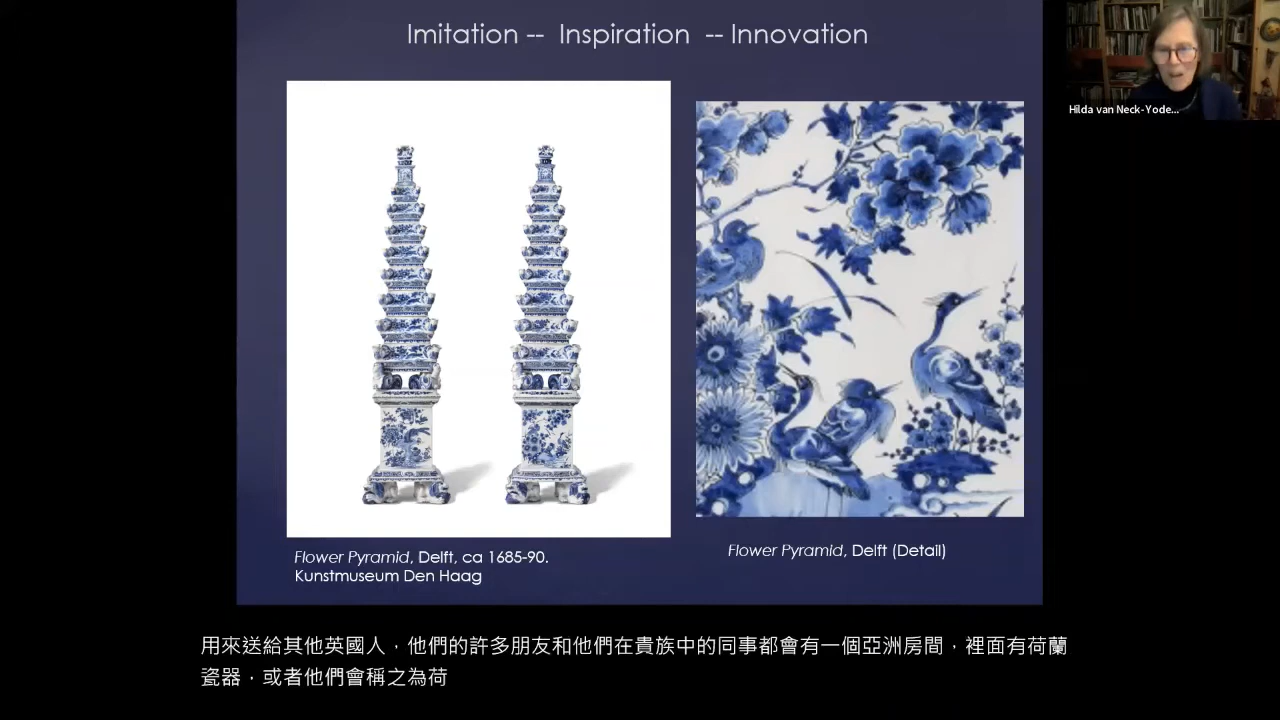 Imitation -- Inspiration -- Innovation
Hilda van Neck-Yode...
Flower Pyramid, Delft, ca 1685-90.
Kunstmuseum Den Haag
Flower Pyramid, Delft (Detail)
用來送給其他英國人，他們的許多朋友和他們在貴族中的同事都會有一個亞洲房間，裡面有荷蘭
瓷器，或者他們會稱之為荷